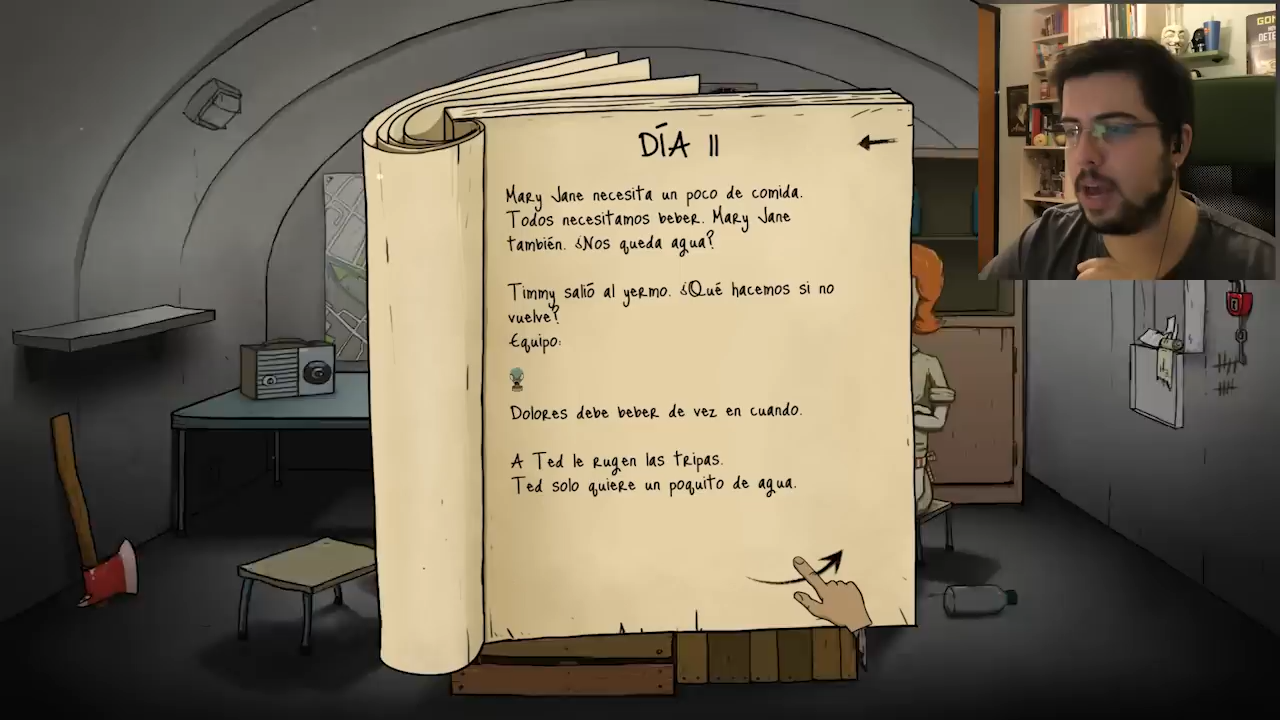 DÍA 11
Mary Jane necesita un poco de comida.
Todos necesitamos beber. Mary Jane
también. ¿Nos queda agua?
Timmy salió al yermo. ¿Qué hacemos si no
vuelve?
Equipo:
Dolores debe beber de vez en cuando.
A Ted le rugen las tripas.
Ted solo quiere un poquito de agua.